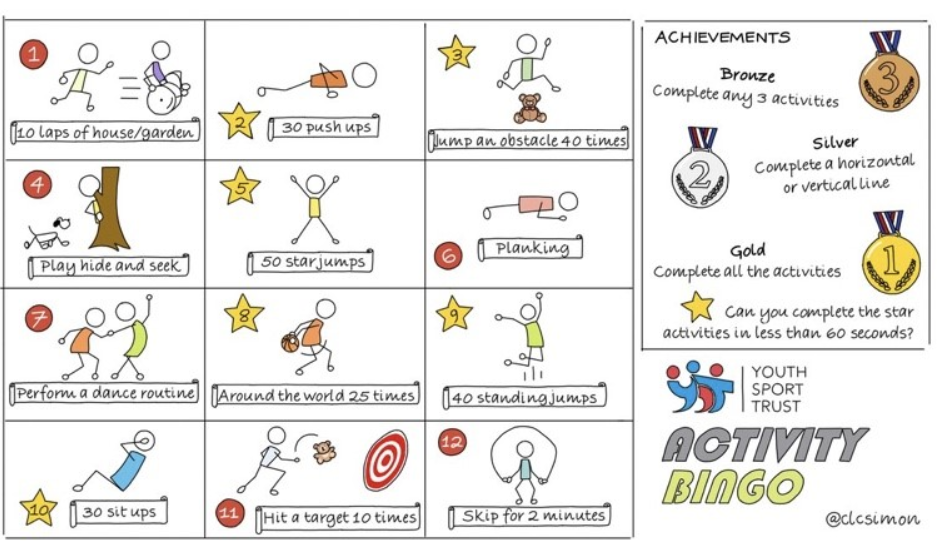 1
10 laps of house/garden
2
30 push ups
3
Jump an obstacle 40 times
4
Play hide and seek
5
50 star jumps
6
Planking
7
Perform a dance routine
8
Around the world 25 times
9
40 standing jumps
10
30 sit ups
11
Hit a target 10 times
12
Skip for 2 minutes
ACHIEVEMENTS
Bronze
Complete any 3 activities
3
2
Silver
Complete a horizontal
or vertical line
Gold
Complete all the activities
1
Can you complete the star
activities in less than 60 seconds?
YOUTH
SPORT
TRUST
ACTIVITY
BINGO
@clcsimon